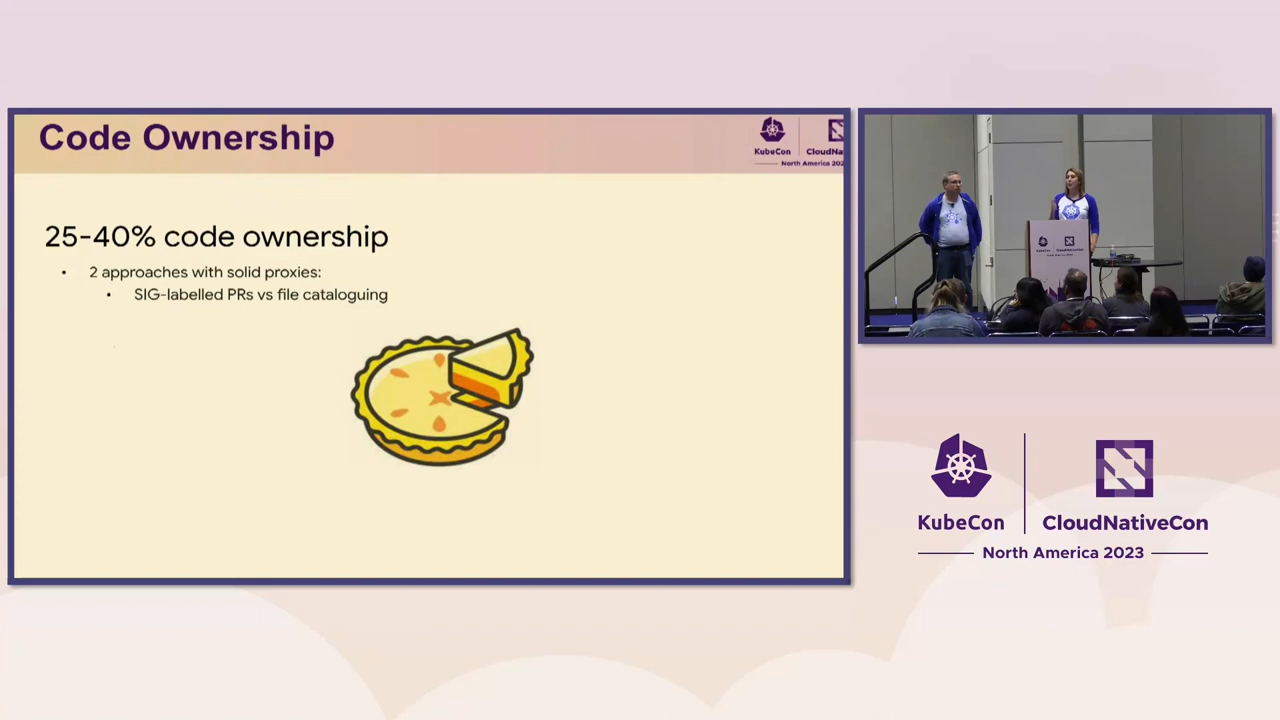 Code Ownership
KubeCon
North America 202
25-40% code ownership
2 approaches with solid proxies:
SIG-labelled PRs vs file cataloguing
KubeCon
CloudNativeCon
North America 2023